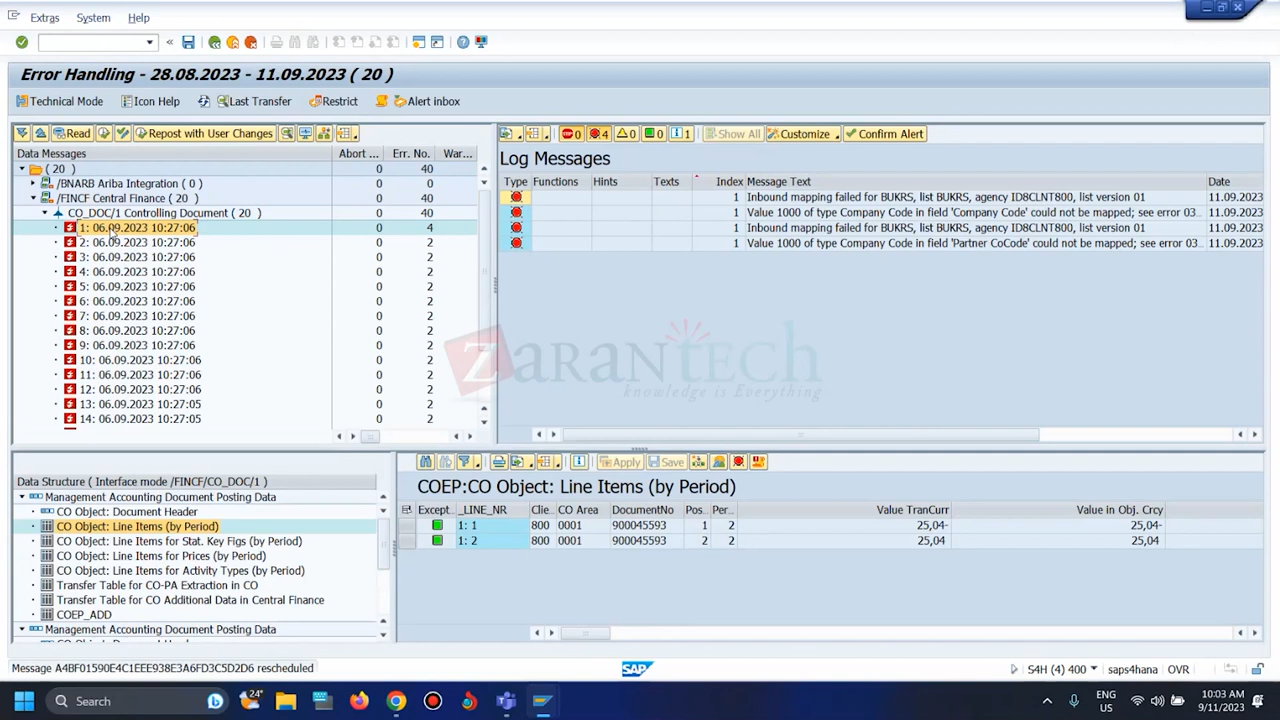 Extras System Help
Error Handling - 28.08.2023 - 11.09.2023 ( 20 )
Technical Mode Icon Help Last Transfer Restrict Alert inbox
Read Repost with User Changes
Data Messages Abort ... Err. No. War...
( 20 ) 0 40
/BNARB Ariba Integration ( 0 ) 0 0
/FINCF Central Finance ( 20 ) 0 40
CO_DOC/1 Controlling Document ( 20 ) 0 40
1: 06.09.2023 10:27:06 0 4
2: 06.09.2023 10:27:06 0 2
3: 06.09.2023 10:27:06 0 2
4: 06.09.2023 10:27:06 0 2
5: 06.09.2023 10:27:06 0 2
6: 06.09.2023 10:27:06 0 2
7: 06.09.2023 10:27:06 0 2
8: 06.09.2023 10:27:06 0 2
9: 06.09.2023 10:27:06 0 2
10: 06.09.2023 10:27:06 0 2
11: 06.09.2023 10:27:06 0 2
12: 06.09.2023 10:27:06 0 2
13: 06.09.2023 10:27:05 0 2
14: 06.09.2023 10:27:05 0 2
0 4 0 0 1 Show All Customize Confirm Alert
Log Messages
Type Functions Hints Texts Index Message Text Date
1 Inbound mapping failed for BUKRS, list BUKRS, agency ID8CLNT800, list version 01 11.09.2023
1 Value 1000 of type Company Code in field 'Company Code' could not be mapped; see error 03... 11.09.2023
1 Inbound mapping failed for BUKRS, list BUKRS, agency ID8CLNT800, list version 01 11.09.2023
1 Value 1000 of type Company Code in field 'Partner CoCode' could not be mapped; see error 03... 11.09.2023
ZaranTech
knowledge is Everything
Data Structure ( Interface mode /FINCF/CO_DOC/1 )
Management Accounting Document Posting Data
CO Object: Document Header
CO Object: Line Items (by Period)
CO Object: Line Items for Stat. Key Figs (by Period)
CO Object: Line Items for Prices (by Period)
CO Object: Line Items for Activity Types (by Period)
Transfer Table for CO-PA Extraction in CO
Transfer Table for CO Additional Data in Central Finance
COEP_ADD
Management Accounting Document Posting Data
CO Object: Document Header
Apply Save
COEP:CO Object: Line Items (by Period)
Except _LINE_NR Clie CO Area DocumentNo Pos... Per... Value TranCurr Value in Obj. Crcy
1: 1 800 0001 900045593 1 2 25,04- 25,04-
1: 2 800 0001 900045593 2 2 25,04 25,04
Message A4BF01590E4C1EEE938E3A6FD3C5D2D6 rescheduled
SAP
S4H (4) 400 saps4hana OVR
Search
24°
ENG
US
10:03 AM
9/11/2023